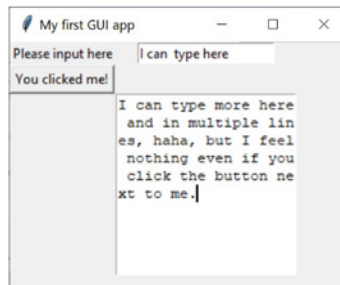 My first GUI app
Please input here I can type here
You clicked me!
I can type more here
and in multiple lin
es, haha, but I feel
nothing even if you
click the button ne
xt to me.